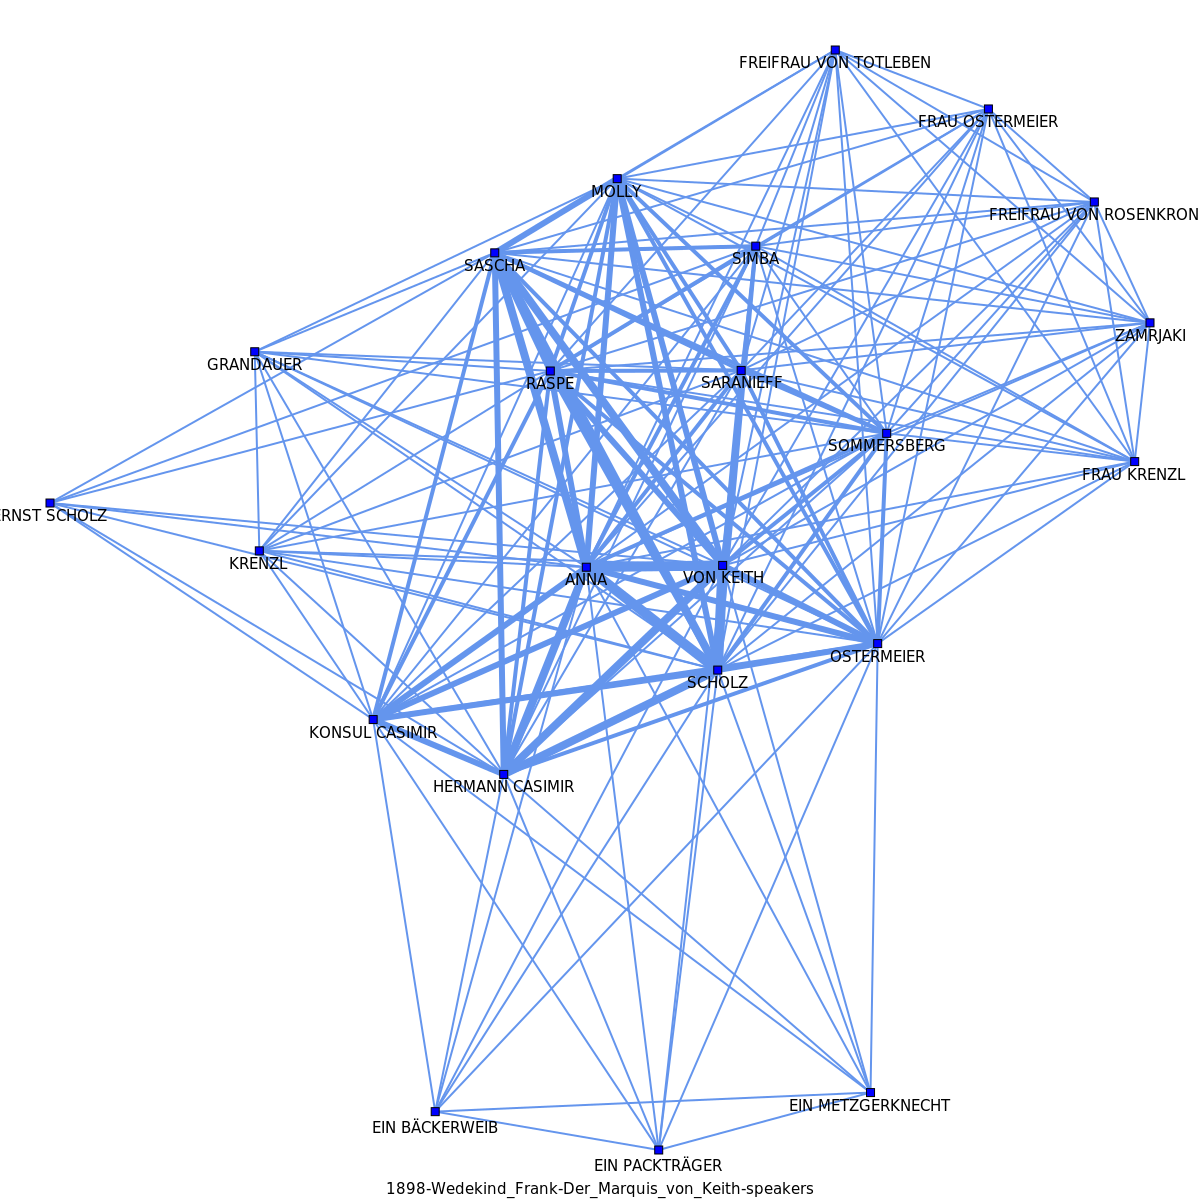 FREIFRAU VON TOTLEBEN
FRAU OSTERMEIER
MOLLY
FREIFRAU VON ROSENKRON
SIMBA
SASCHA
ZAMRJAKI
GRANDAUER
RASPE
SARANIEFF
SOMMERSBERG
FRAU KRENZL
ERNST SCHOLZ
KRENZL
ANNA
VON KEITH
OSTERMEIER
SCHOLZ
KONSUL CASIMIR
HERMANN CASIMIR
EIN METZGERKNECHT
EIN BÄCKERWEIB
EIN PACKTRÄGER
1898-Wedekind_Frank-Der_Marquis_von_Keith-speakers